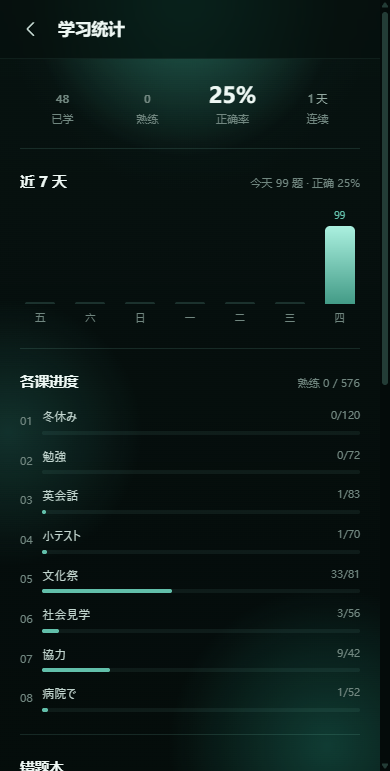 学习统计
48 0 25% 1 天
已学 熟练 正确率 连续
近 7 天 今天 99 题 · 正确 25%
99
五 六 日 一 二 三 四
各课进度 熟练 0 / 576
01 冬休み 0/120
02 勉強 0/72
03 英会話 1/83
04 小テスト 1/70
05 文化祭 33/81
06 社会見学 3/56
07 協力 9/42
08 病院で 1/52
错题本